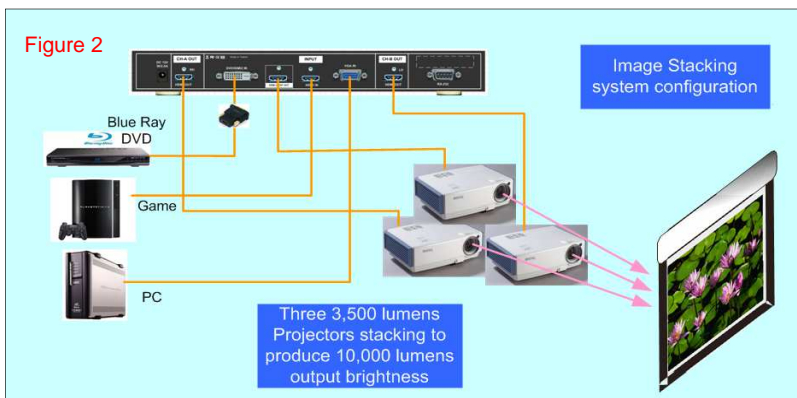 Figure 2
CH-A OUT
INPUT
CH-B OUT
Image Stacking
system configuration
Blue Ray
DVD
Game
PC
Three 3,500 lumens
Projectors stacking to
produce 10,000 lumens
output brightness